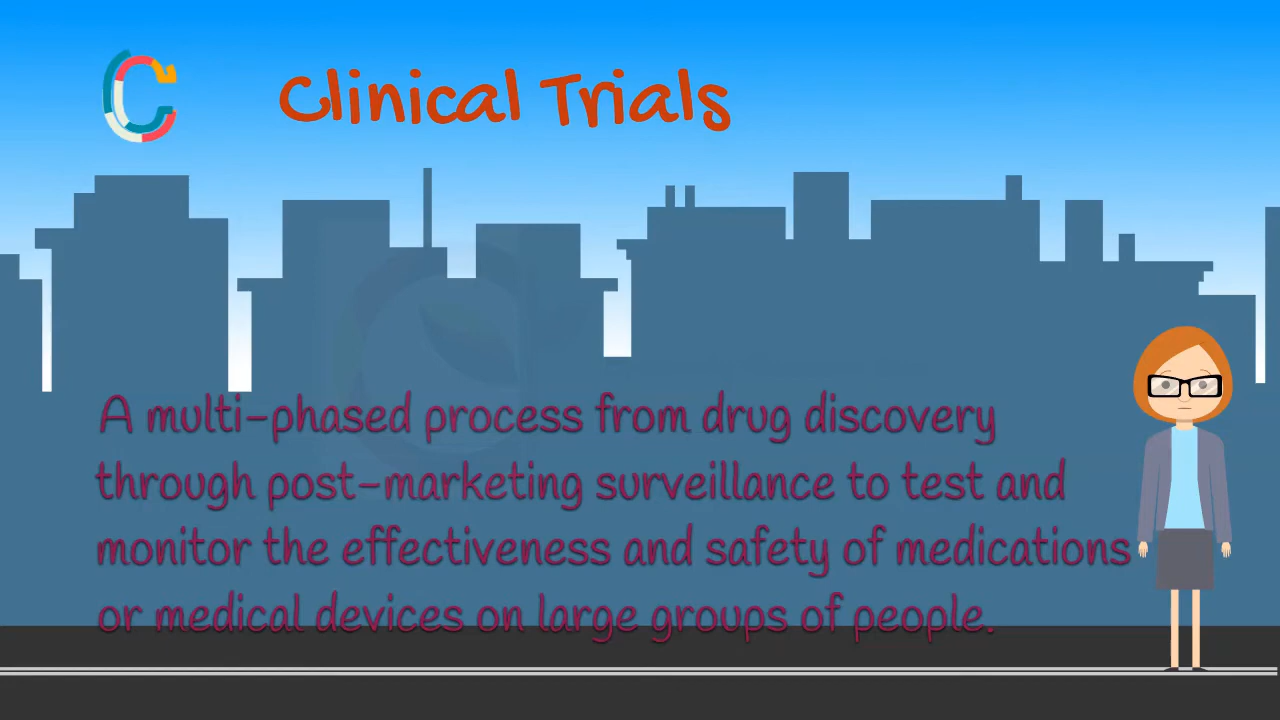 Clinical Trials
A multi-phased process from drug discovery
through post-marketing surveillance to test and
monitor the effectiveness and safety of medications
or medical devices on large groups of people.